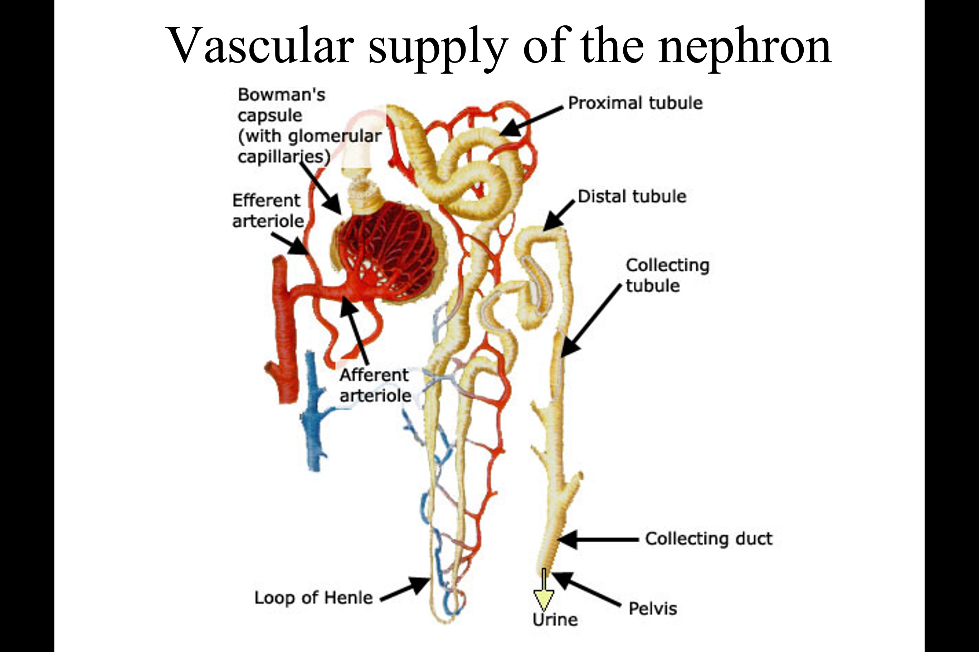 Vascular supply of the nephron
Bowman's
capsule
(with glomerular
capillaries)
Proximal tubule
Efferent
arteriole
Distal tubule
Collecting
tubule
Afferent
arteriole
Collecting duct
Loop of Henle
Pelvis
Urine